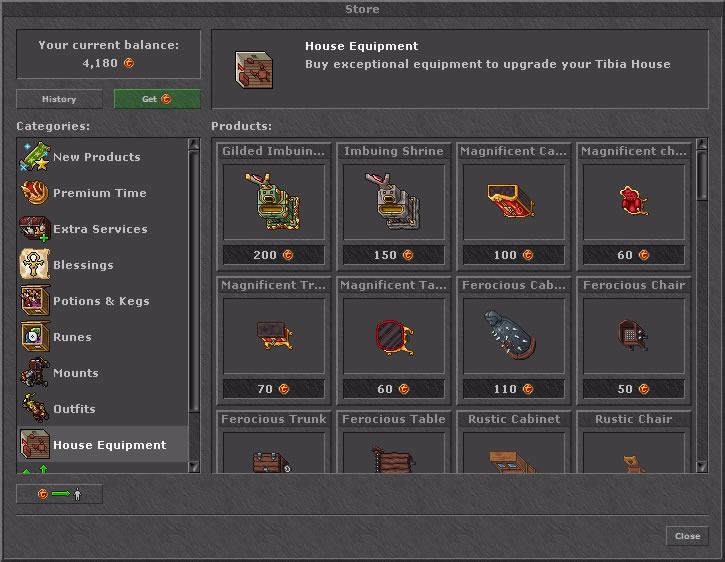 Store
Your current balance:
4,180
House Equipment
Buy exceptional equipment to upgrade your Tibia House
History
Get
Categories:
Products:
New Products
Premium Time
Extra Services
Blessings
Potions & Kegs
Runes
Mounts
Outfits
House Equipment
Gilded Imbuin...
Imbuing Shrine
Magnificent Ca...
Magnificent ch...
200
150
100
60
Magnificent Tr...
Magnificent Ta...
Ferocious Cab...
Ferocious Chair
70
60
110
50
Ferocious Trunk
Ferocious Table
Rustic Cabinet
Rustic Chair
Close